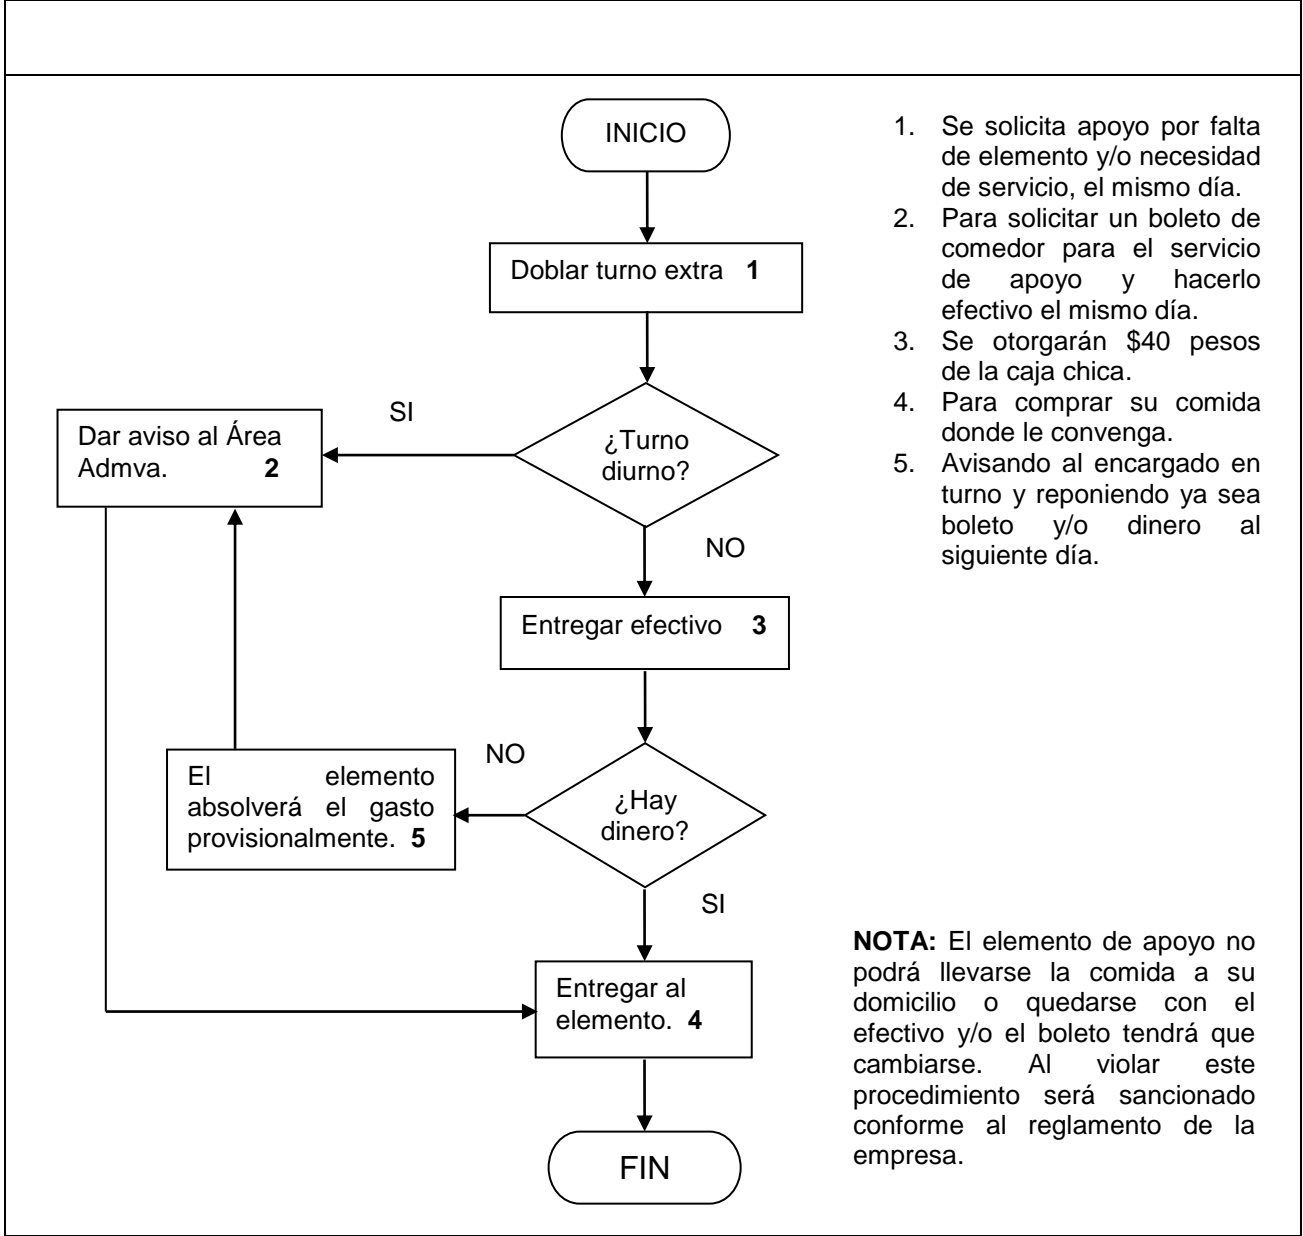 INICIO
Doblar turno extra 1
¿Turno
diurno?
SI
Dar aviso al Área
Admva. 2
NO
Entregar efectivo 3
¿Hay
dinero?
NO
El elemento
absolverá el gasto
provisionalmente. 5
SI
Entregar al
elemento. 4
FIN
1. Se solicita apoyo por falta
de elemento y/o necesidad
de servicio, el mismo día.
2. Para solicitar un boleto de
comedor para el servicio
de apoyo y hacerlo
efectivo el mismo día.
3. Se otorgarán $40 pesos
de la caja chica.
4. Para comprar su comida
donde le convenga.
5. Avisando al encargado en
turno y reponiendo ya sea
boleto y/o dinero al
siguiente día.
NOTA: El elemento de apoyo no
podrá llevarse la comida a su
domicilio o quedarse con el
efectivo y/o el boleto tendrá que
cambiarse. Al violar este
procedimiento será sancionado
conforme al reglamento de la
empresa.